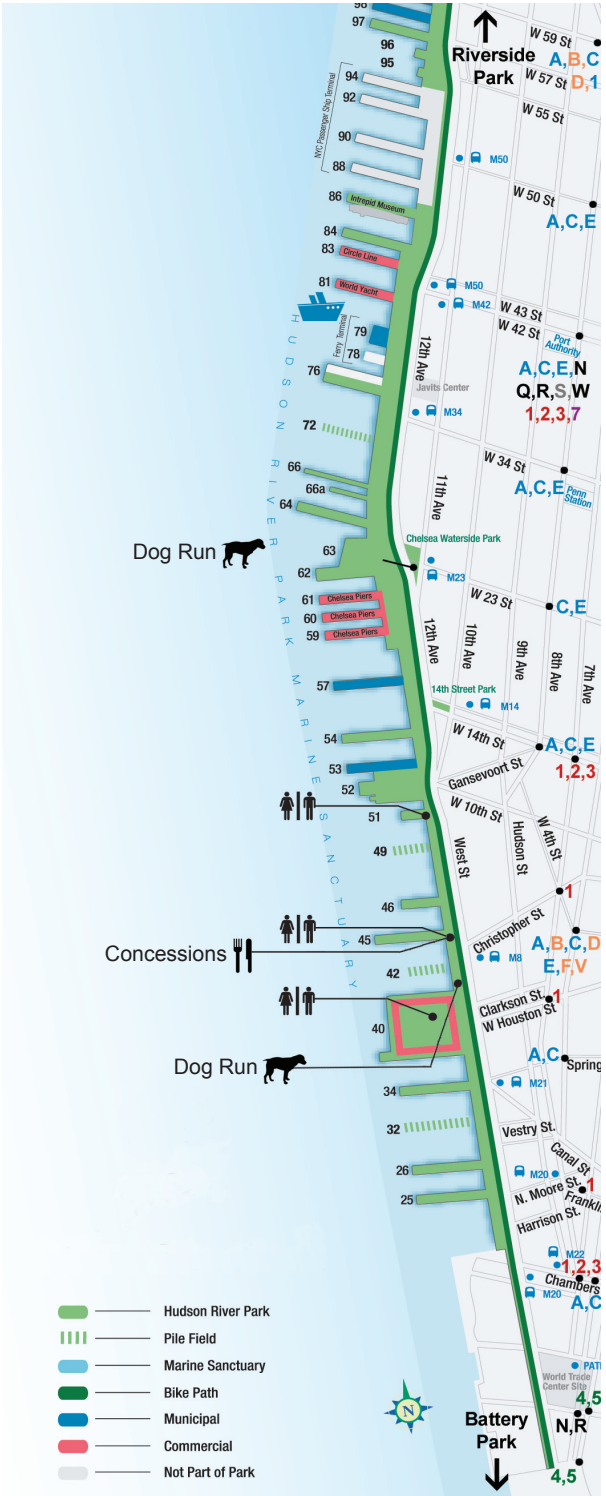 98
97
W 59 St
Riverside
Park
A,B,C
D,1
96
95
W 57 St
94
NYC Passenger Ship Terminal
92
W 55 St
90
M50
88
W 50 St
86
Intrepid Museum
A,C,E
84
83
Circle Line
81
World Yacht
M50
M42
W 43 St
W 42 St
Port
Authority
79
Ferry Terminal
78
12th Ave
76
A,C,E,N
Q,R,S,W
1,2,3,7
Javits Center
M34
72
W 34 St
66
A,C,E
Penn
Station
66a
64
11th Ave
Chelsea Waterside Park
Dog Run
63
62
M23
W 23 St
C,E
61
Chelsea Piers
60
Chelsea Piers
59
Chelsea Piers
12th Ave
10th Ave
9th Ave
8th Ave
7th Ave
57
14th Street Park
M14
54
W 14th St
A,C,E
1,2,3
53
Gansevoort St
52
W 10th St
51
49
West St
Hudson St
W 4th St
1
46
Christopher St
45
A,B,C,D
E,F,V
Concessions
M8
42
Clarkson St.
1
W Houston St
40
Dog Run
A,C
Spring
34
M21
32
Vestry St.
Canal St
26
M20
N. Moore St.
1
25
Franklin
Harrison St.
M22
1,2,3
Chambers
M20
A,C
HUDSON RIVER PARK MARINE SANCTUARY
Hudson River Park
Pile Field
Marine Sanctuary
Bike Path
Municipal
Commercial
Not Part of Park
N
PATH
World Trade
Center Site
4,5
Battery
Park
N,R
4,5